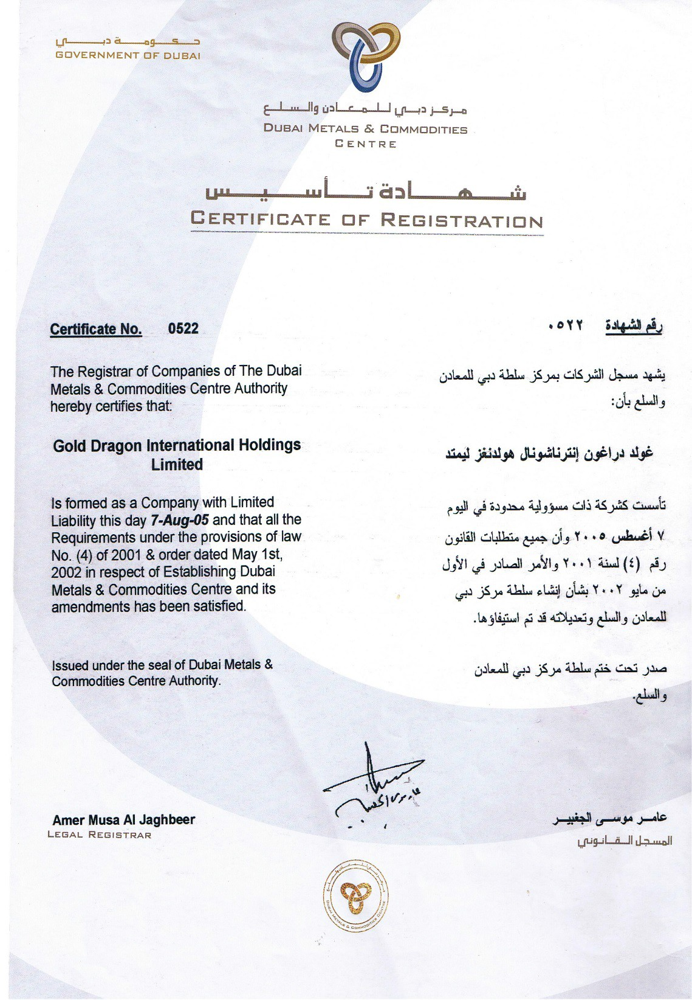 حكومة دبي
GOVERNMENT OF DUBAI
مركز دبي للمعادن والسلع
DUBAI METALS & COMMODITIES
CENTRE
شهادة تأسيس
CERTIFICATE OF REGISTRATION
Certificate No. 0522
رقم الشهادة ٠٥٢٢
The Registrar of Companies of The Dubai
Metals & Commodities Centre Authority
hereby certifies that:
يشهد مسجل الشركات بمركز سلطة دبي للمعادن
والسلع بأن:
Gold Dragon International Holdings
Limited
غولد دراغون إنترناشونال هولدنغز ليمتد
Is formed as a Company with Limited
Liability this day 7-Aug-05 and that all the
Requirements under the provisions of law
No. (4) of 2001 & order dated May 1st,
2002 in respect of Establishing Dubai
Metals & Commodities Centre and its
amendments has been satisfied.
تأسست كشركة ذات مسؤولية محدودة في اليوم
٧ أغسطس ٢٠٠٥ وأن جميع متطلبات القانون
رقم (٤) لسنة ٢٠٠١ والأمر الصادر في الأول
من مايو ٢٠٠٢ بشأن إنشاء سلطة مركز دبي
للمعادن والسلع وتعديلاته قد تم استيفاؤها.
Issued under the seal of Dubai Metals &
Commodities Centre Authority.
صدر تحت ختم سلطة مركز دبي للمعادن
والسلع.
Amer Musa Al Jaghbeer
LEGAL REGISTRAR
عامر موسى الجغبير
المسجل القانوني
DUBAI METALS & COMMODITIES CENTRE